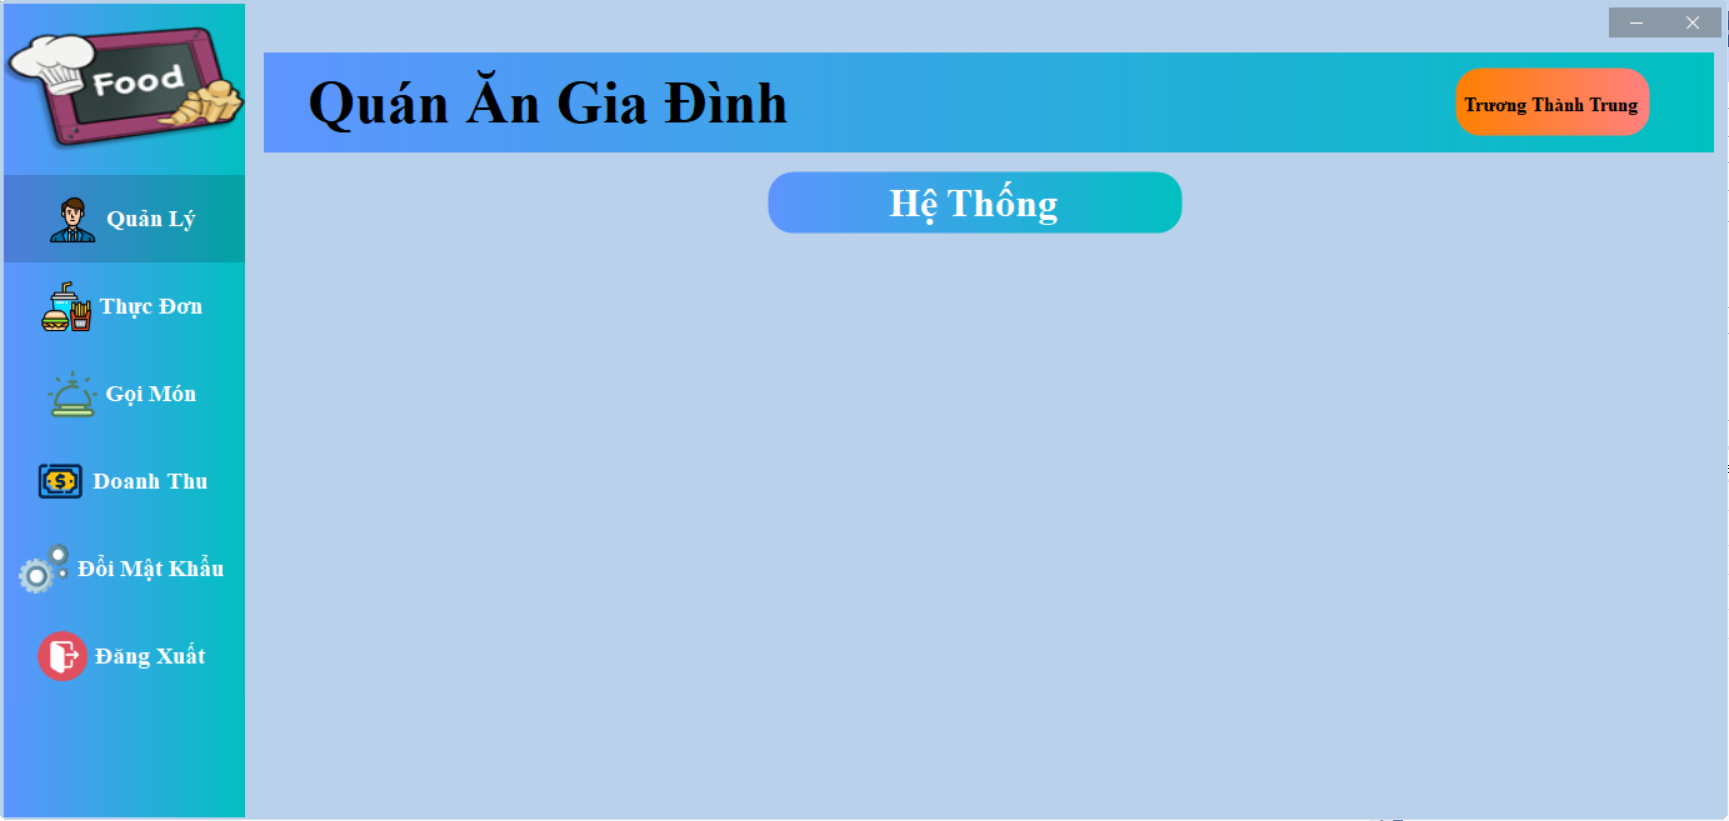 Food
Quán Ăn Gia Đình
Trương Thành Trung
Hệ Thống
Quản Lý
Thực Đơn
Gọi Món
Doanh Thu
Đổi Mật Khẩu
Đăng Xuất